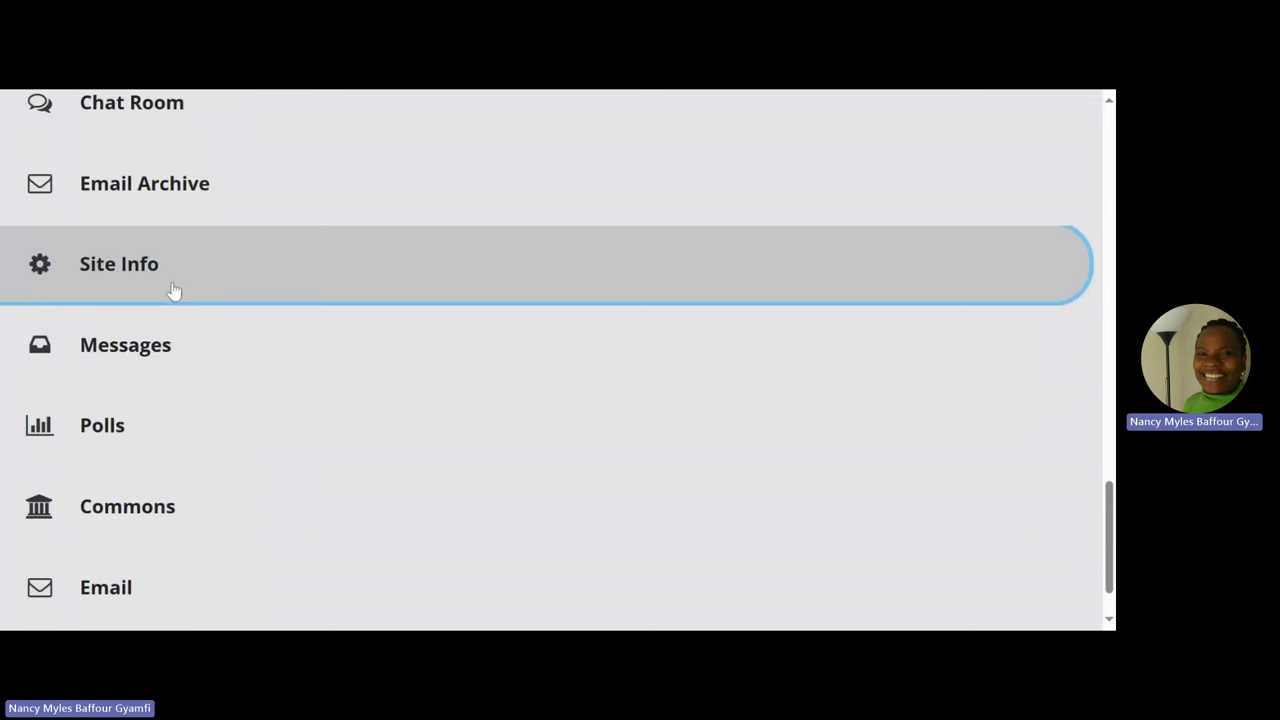 Chat Room
Email Archive
Site Info
Messages
Polls
Commons
Email
Nancy Myles Baffour Gy...
Nancy Myles Baffour Gyamfi